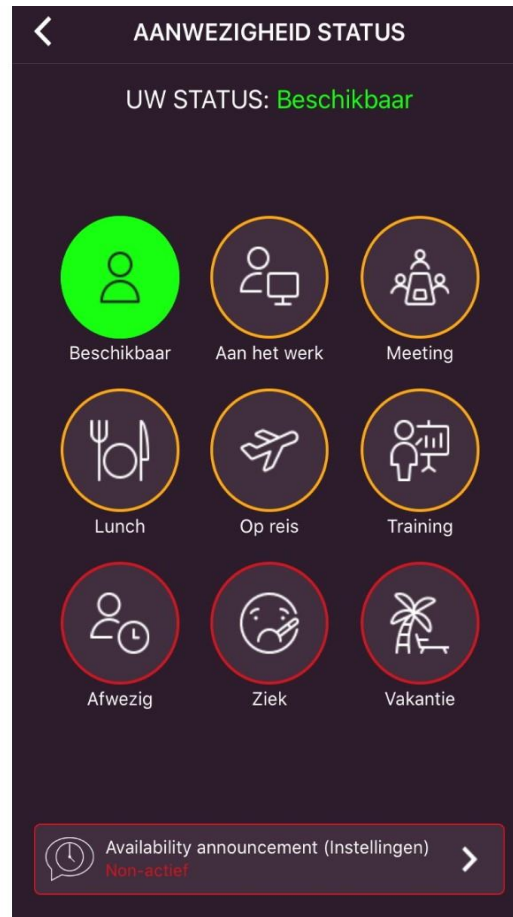 AANWEZIGHEID STATUS
UW STATUS: Beschikbaar
Beschikbaar
Aan het werk
Meeting
Lunch
Op reis
Training
Afwezig
Ziek
Vakantie
Availability announcement (Instellingen)
Non-actief